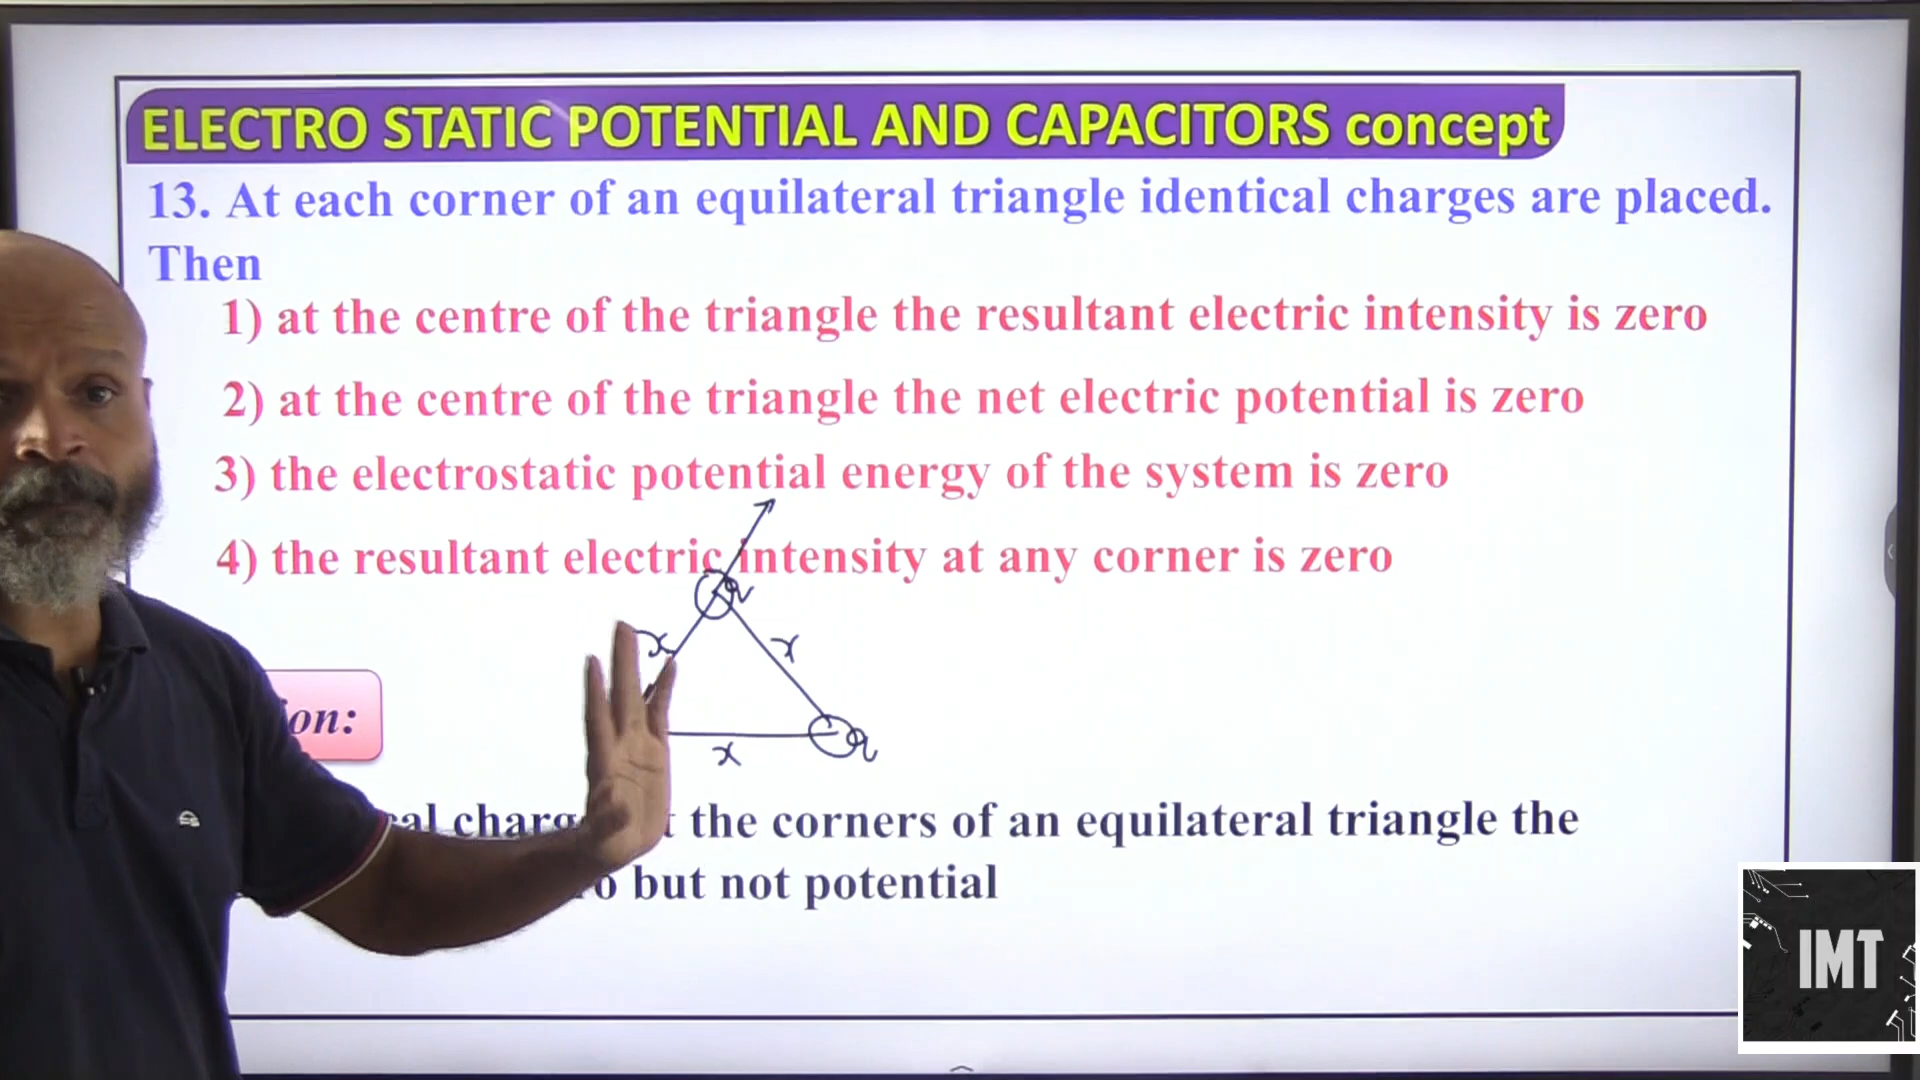 ELECTRO STATIC POTENTIAL AND CAPACITORS concept
13. At each corner of an equilateral triangle identical charges are placed.
Then
1) at the centre of the triangle the resultant electric intensity is zero
2) at the centre of the triangle the net electric potential is zero
3) the electrostatic potential energy of the system is zero
4) the resultant electric intensity at any corner is zero
q
x x
on:
x q
the corners of an equilateral triangle the
but not potential
IMT